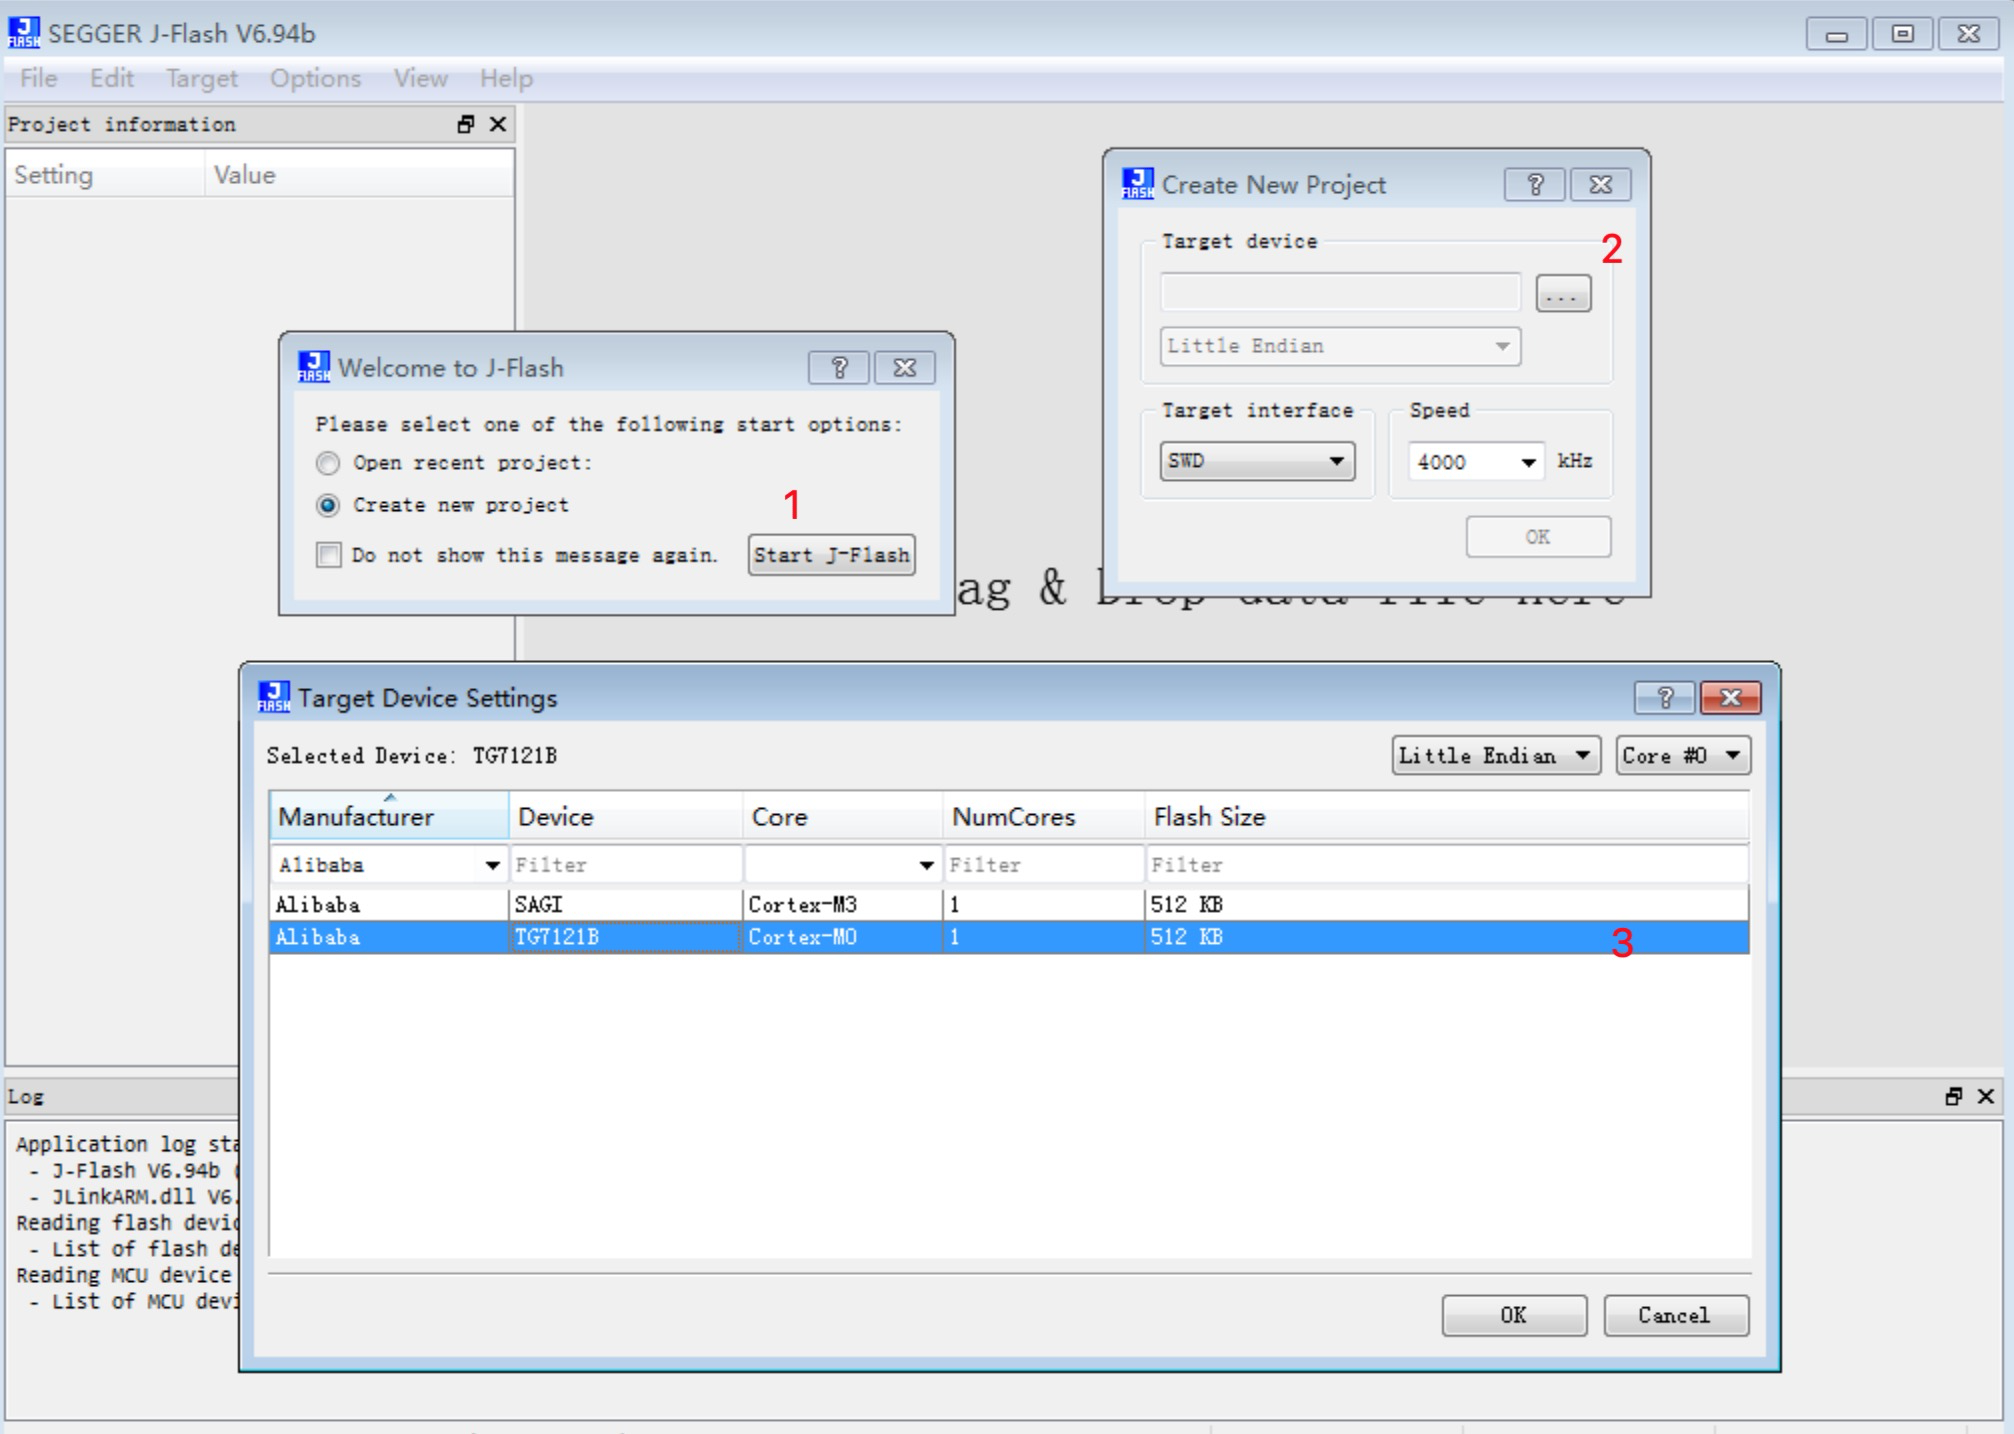 SEGGER J-Flash V6.94b
File Edit Target Options View Help
Project information
Setting Value
Create New Project
Target device
2
...
Little Endian
Target interface Speed
SWD 4000 kHz
OK
Welcome to J-Flash
Please select one of the following start options:
Open recent project:
Create new project
1
Do not show this message again. Start J-Flash
ag &
Target Device Settings
Selected Device: TG7121B Little Endian Core #0
Manufacturer Device Core NumCores Flash Size
Alibaba Filter Filter Filter
Alibaba SAGI Cortex-M3 1 512 KB
Alibaba TG7121B Cortex-M0 1 512 KB
3
OK Cancel
Log
Application log sta
- J-Flash V6.94b (
- JLinkARM.dll V6.
Reading flash devic
- List of flash de
Reading MCU device
- List of MCU devi